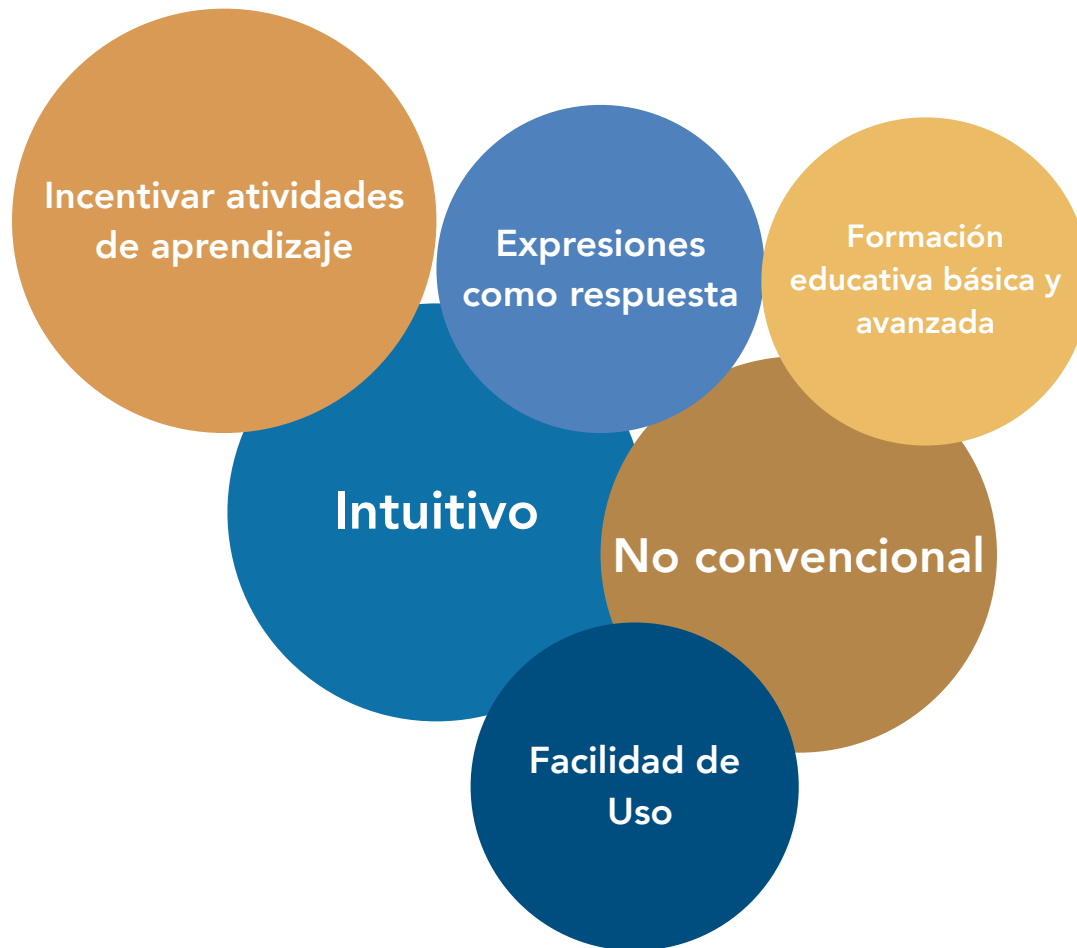 Incentivar atividades
de aprendizaje
Expresiones
como respuesta
Formación
educativa básica y
avanzada
Intuitivo
No convencional
Facilidad de
Uso